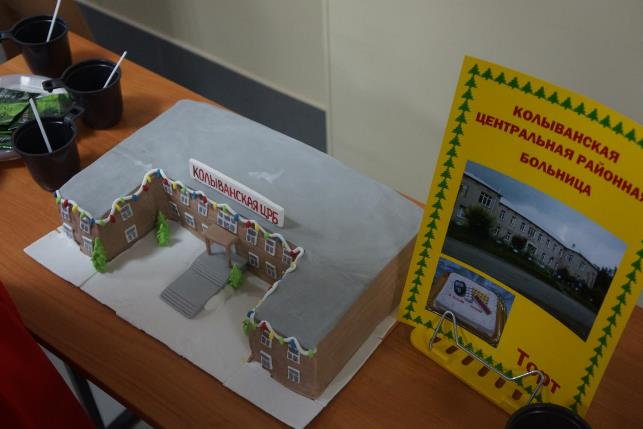 КОЛЫВАНСКАЯ ЦРБ
КОЛЫВАНСКАЯ
ЦЕНТРАЛЬНАЯ РАЙОННАЯ
БОЛЬНИЦА
Торт